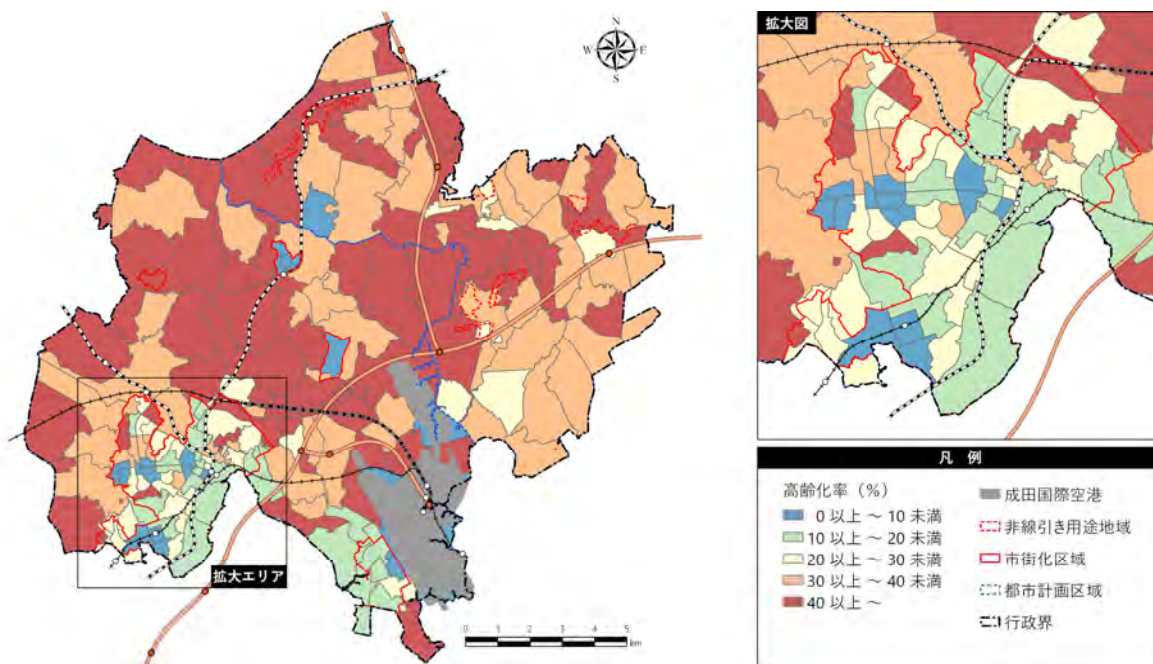 N
W E
S
拡大図
拡大エリア
0 1 2 3 4 5
km
凡 例
高齢化率（％）
0 以上 ～ 10 未満
10 以上 ～ 20 未満
20 以上 ～ 30 未満
30 以上 ～ 40 未満
40 以上 ～
成田国際空港
非線引き用途地域
市街化区域
都市計画区域
行政界